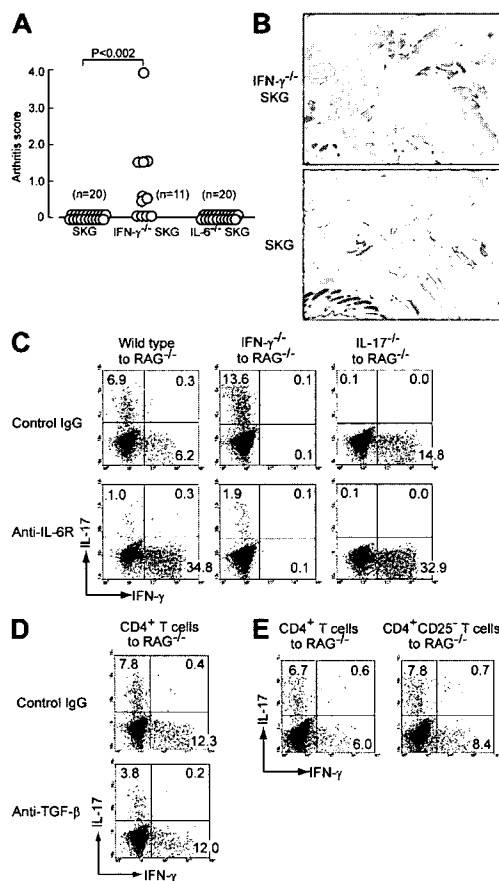 A
P<0.002
4.0
3.0
2.0
1.0
0
Arthritis score
(n=20) (n=11) (n=20)
SKG IFN-γ-/- SKG IL-6-/- SKG
B
IFN-γ-/-
SKG
SKG
C
Wild type
to RAG-/-
IFN-γ-/-
to RAG-/-
IL-17-/-
to RAG-/-
Control IgG
6.9 0.3
6.2
13.6 0.1
0.1
0.1 0.0
14.8
Anti-IL-6R
1.0 0.3
34.8
1.9 0.1
0.1
0.1 0.0
32.9
IL-17
IFN-γ
D
CD4+ T cells
to RAG-/-
Control IgG
7.8 0.4
12.3
Anti-TGF-β
3.8 0.2
12.0
IL-17
IFN-γ
E
CD4+ T cells
to RAG-/-
CD4+CD25- T cells
to RAG-/-
6.7 0.6
6.0
7.8 0.7
8.4
IL-17
IFN-γ